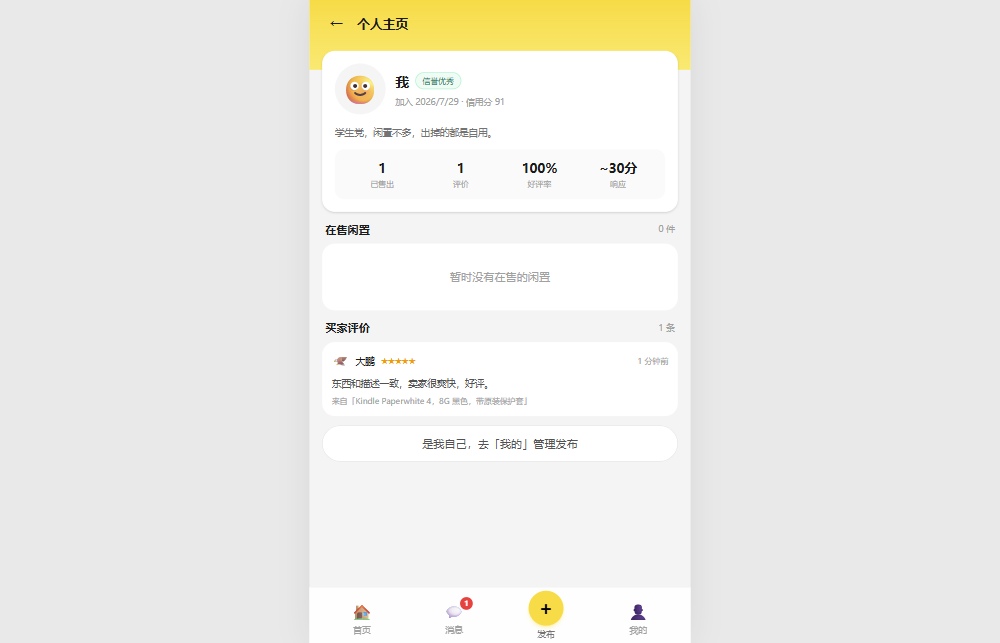 ← 个人主页
我 信誉优秀
加入 2026/7/29 · 信用分 91
学生党，闲置不多，出掉的都是自用。
1 1 100% ~30分
已售出 评价 好评率 响应
在售闲置 0 件
暂时没有在售的闲置
买家评价 1 条
大鹏 ★★★★★ 1 分钟前
东西和描述一致，卖家很爽快，好评。
来自「Kindle Paperwhite 4，8G 黑色，带原装保护套」
是我自己，去「我的」管理发布
1 +
首页 消息 发布 我的